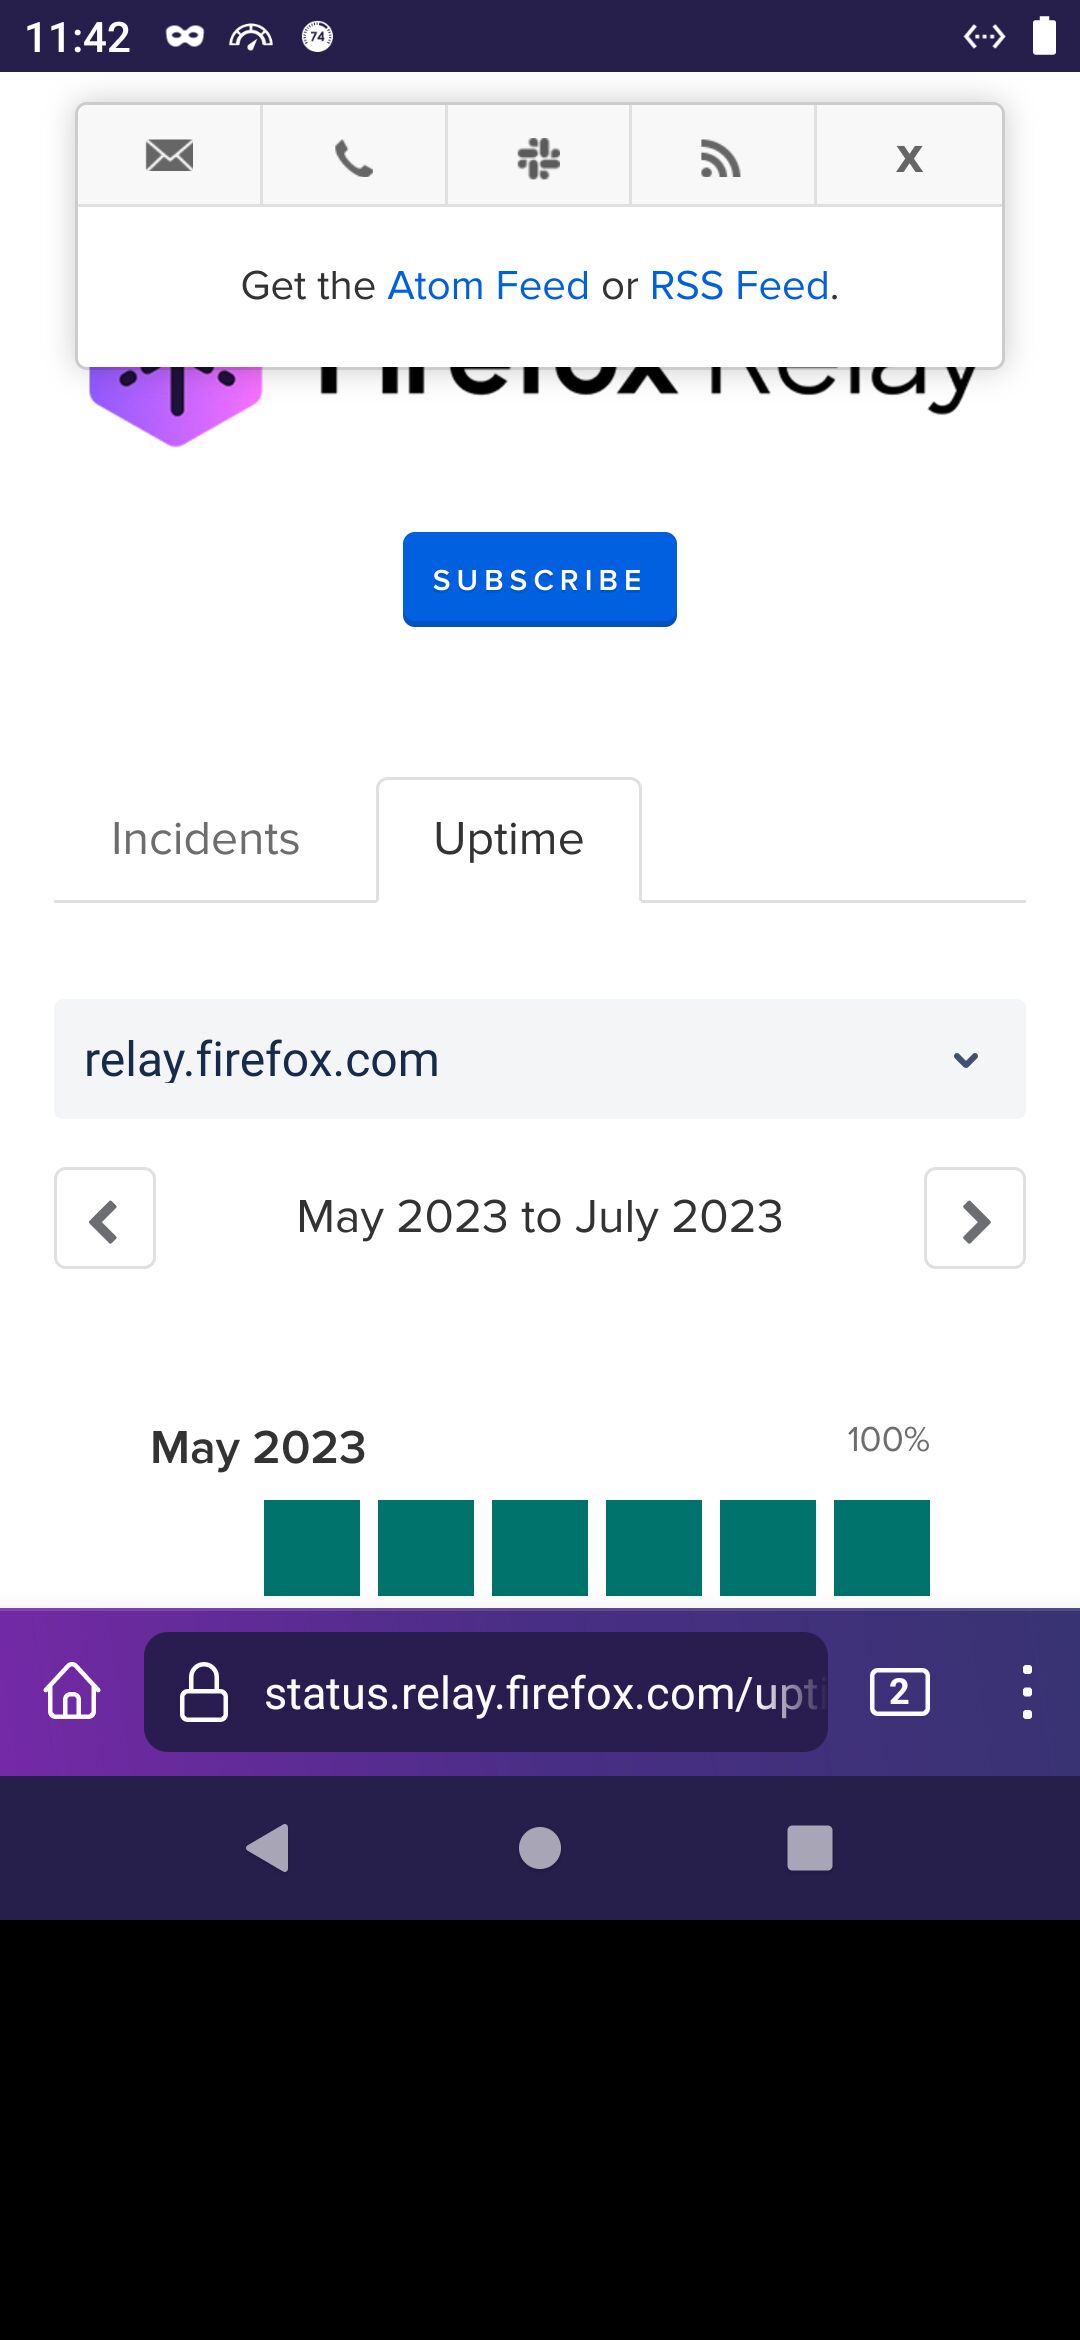 11:42
74
x
Get the Atom Feed or RSS Feed.
Firefox Relay
SUBSCRIBE
Incidents
Uptime
relay.firefox.com
May 2023 to July 2023
May 2023
100%
status.relay.firefox.com/upti
2